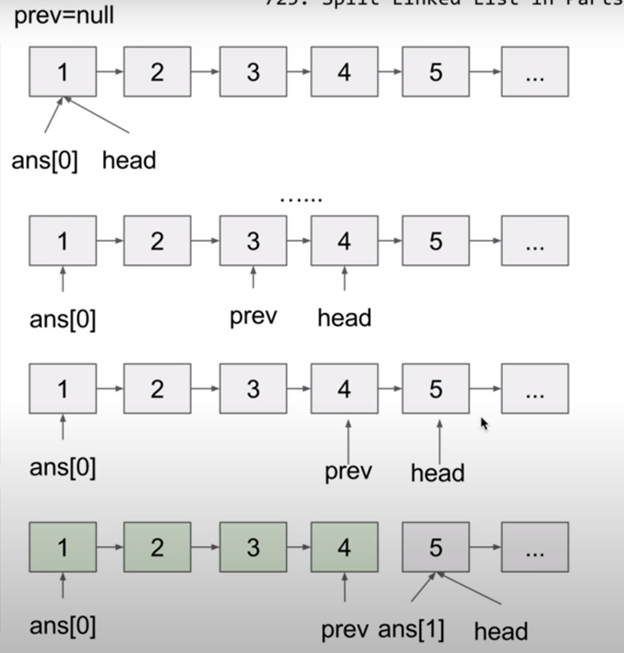 725. Split Linked List in Parts
prev=null
1 2 3 4 5 ...
ans[0] head
......
1 2 3 4 5 ...
ans[0] prev head
1 2 3 4 5 ...
ans[0] prev head
1 2 3 4 5 ...
ans[0] prev ans[1] head